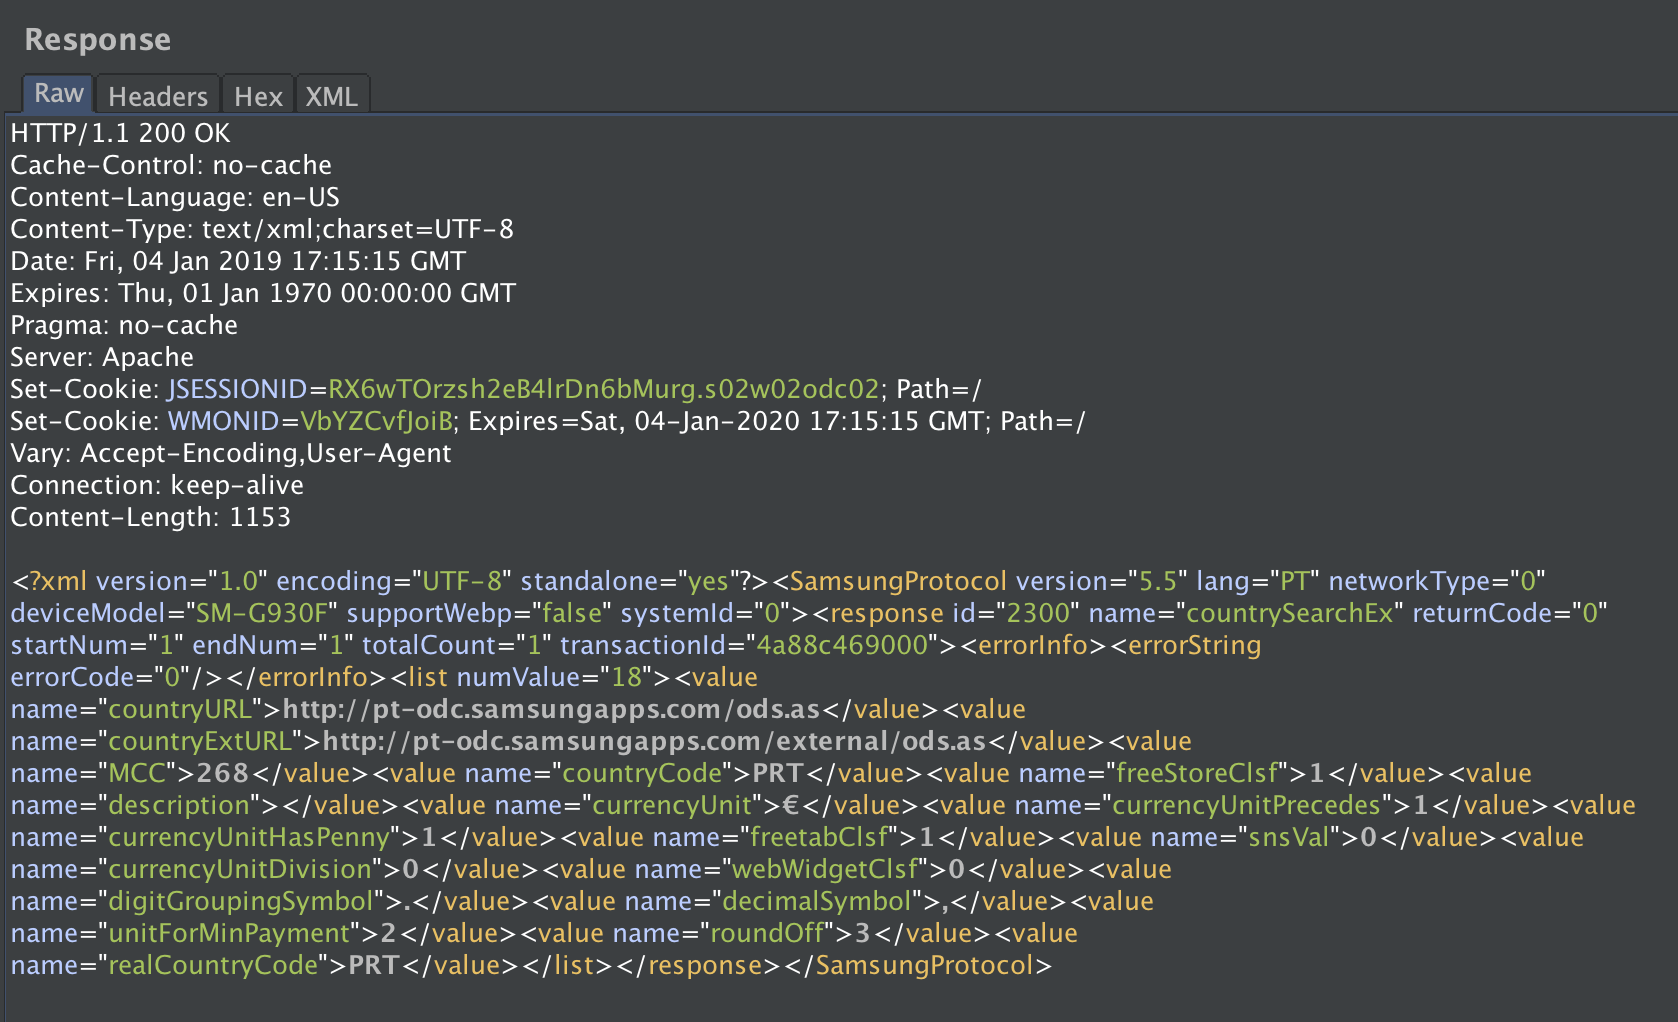 Response
Raw Headers Hex XML
HTTP/1.1 200 OK
Cache-Control: no-cache
Content-Language: en-US
Content-Type: text/xml;charset=UTF-8
Date: Fri, 04 Jan 2019 17:15:15 GMT
Expires: Thu, 01 Jan 1970 00:00:00 GMT
Pragma: no-cache
Server: Apache
Set-Cookie: JSESSIONID=RX6wTOrzsh2eB4lrDn6bMurg.s02w02odc02; Path=/
Set-Cookie: WMONID=VbYZCvfJoiB; Expires=Sat, 04-Jan-2020 17:15:15 GMT; Path=/
Vary: Accept-Encoding,User-Agent
Connection: keep-alive
Content-Length: 1153
<?xml version="1.0" encoding="UTF-8" standalone="yes"?><SamsungProtocol version="5.5" lang="PT" networkType="0"
deviceModel="SM-G930F" supportWebp="false" systemId="0"><response id="2300" name="countrySearchEx" returnCode="0"
startNum="1" endNum="1" totalCount="1" transactionId="4a88c469000"><errorInfo><errorString
errorCode="0"/></errorInfo><list numValue="18"><value
name="countryURL">http://pt-odc.samsungapps.com/ods.as</value><value
name="countryExtURL">http://pt-odc.samsungapps.com/external/ods.as</value><value
name="MCC">268</value><value name="countryCode">PRT</value><value name="freeStoreClsf">1</value><value
name="description"></value><value name="currencyUnit">€</value><value name="currencyUnitPrecedes">1</value><value
name="currencyUnitHasPenny">1</value><value name="freetabClsf">1</value><value name="snsVal">0</value><value
name="currencyUnitDivision">0</value><value name="webWidgetClsf">0</value><value
name="digitGroupingSymbol">.</value><value name="decimalSymbol">,</value><value
name="unitForMinPayment">2</value><value name="roundOff">3</value><value
name="realCountryCode">PRT</value></list></response></SamsungProtocol>